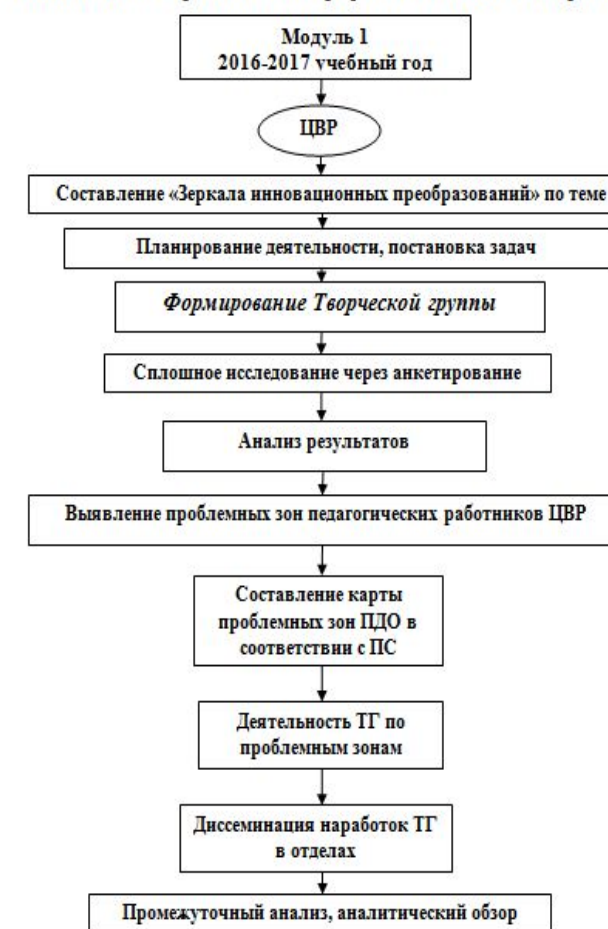 Модуль 1
2016-2017 учебный год
ЦВР
Составление «Зеркала инновационных преобразований» по теме
Планирование деятельности, постановка задач
Формирование Творческой группы
Сплошное исследование через анкетирование
Анализ результатов
Выявление проблемных зон педагогических работников ЦВР
Составление карты
проблемных зон ПДО в
соответствии с ПС
Деятельность ТГ по
проблемным зонам
Диссеминация наработок ТГ
в отделах
Промежуточный анализ, аналитический обзор